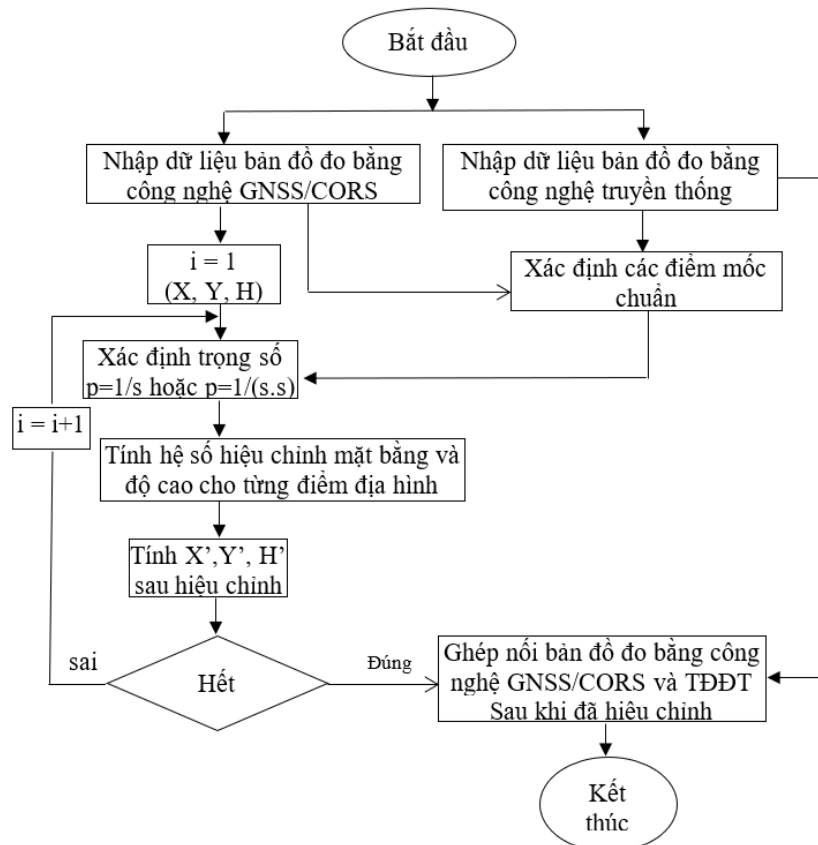 Bắt đầu
Nhập dữ liệu bản đồ đo bằng
công nghệ GNSS/CORS
Nhập dữ liệu bản đồ đo bằng
công nghệ truyền thống
i = 1
(X, Y, H)
Xác định các điểm mốc
chuẩn
Xác định trọng số
p=1/s hoặc p=1/(s.s)
i = i+1
Tính hệ số hiệu chỉnh mặt bằng và
độ cao cho từng điểm địa hình
Tính X’,Y’, H’
sau hiệu chỉnh
sai
Hết
Đúng
Ghép nối bản đồ đo bằng công
nghệ GNSS/CORS và TĐĐT
Sau khi đã hiệu chỉnh
Kết
thúc